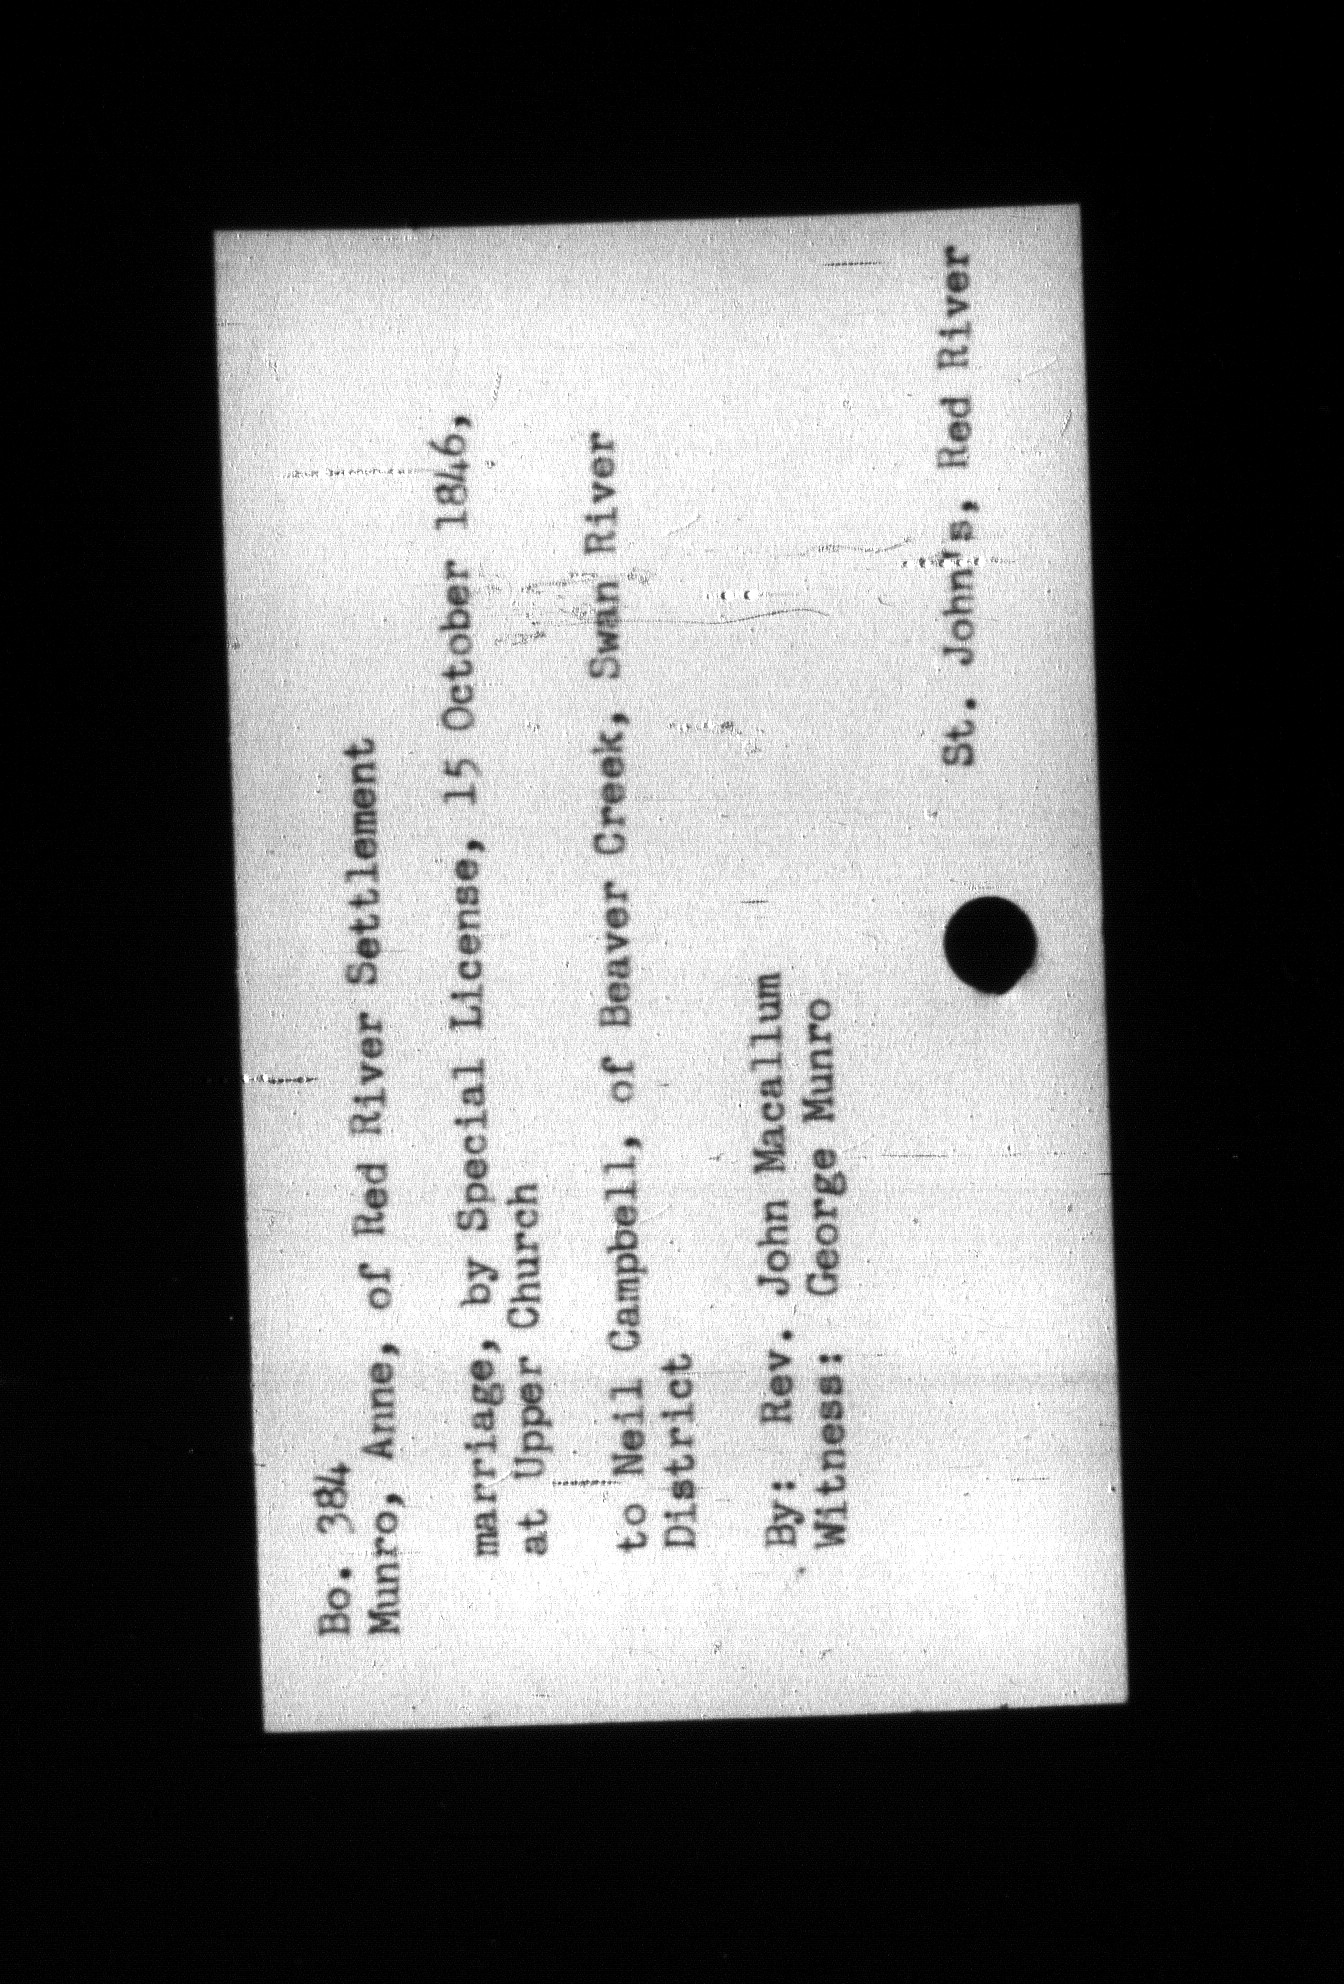 Bo. 384
Munro, Anne, of Red River Settlement
marriage, by Special License, 15 October 1846,
at Upper Church
to Neil Campbell, of Beaver Creek, Swan River
District
By: Rev. John Macallum
Witness: George Munro
St. John's, Red River